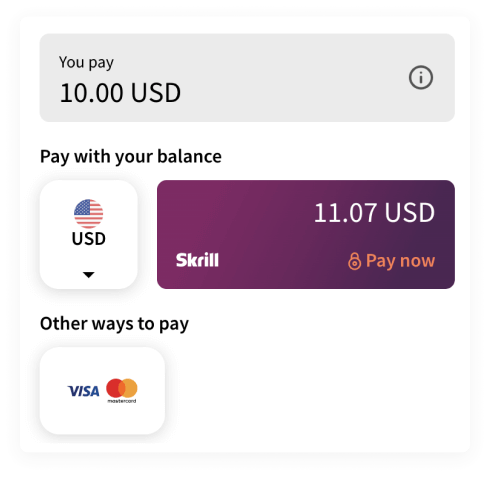 You pay
10.00 USD
Pay with your balance
USD
11.07 USD
Skrill
Pay now
Other ways to pay
VISA
mastercard